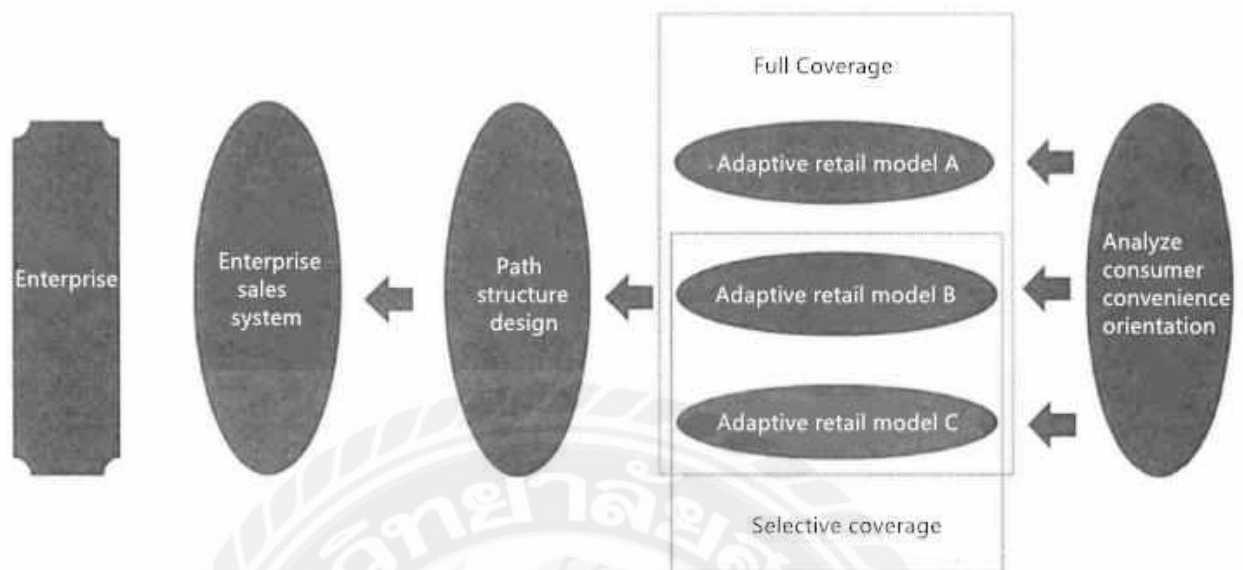 Enterprise
Enterprise
sales
system
Path
structure
design
Full Coverage
Adaptive retail model A
Adaptive retail model B
Adaptive retail model C
Selective coverage
Analyze
consumer
convenience
orientation